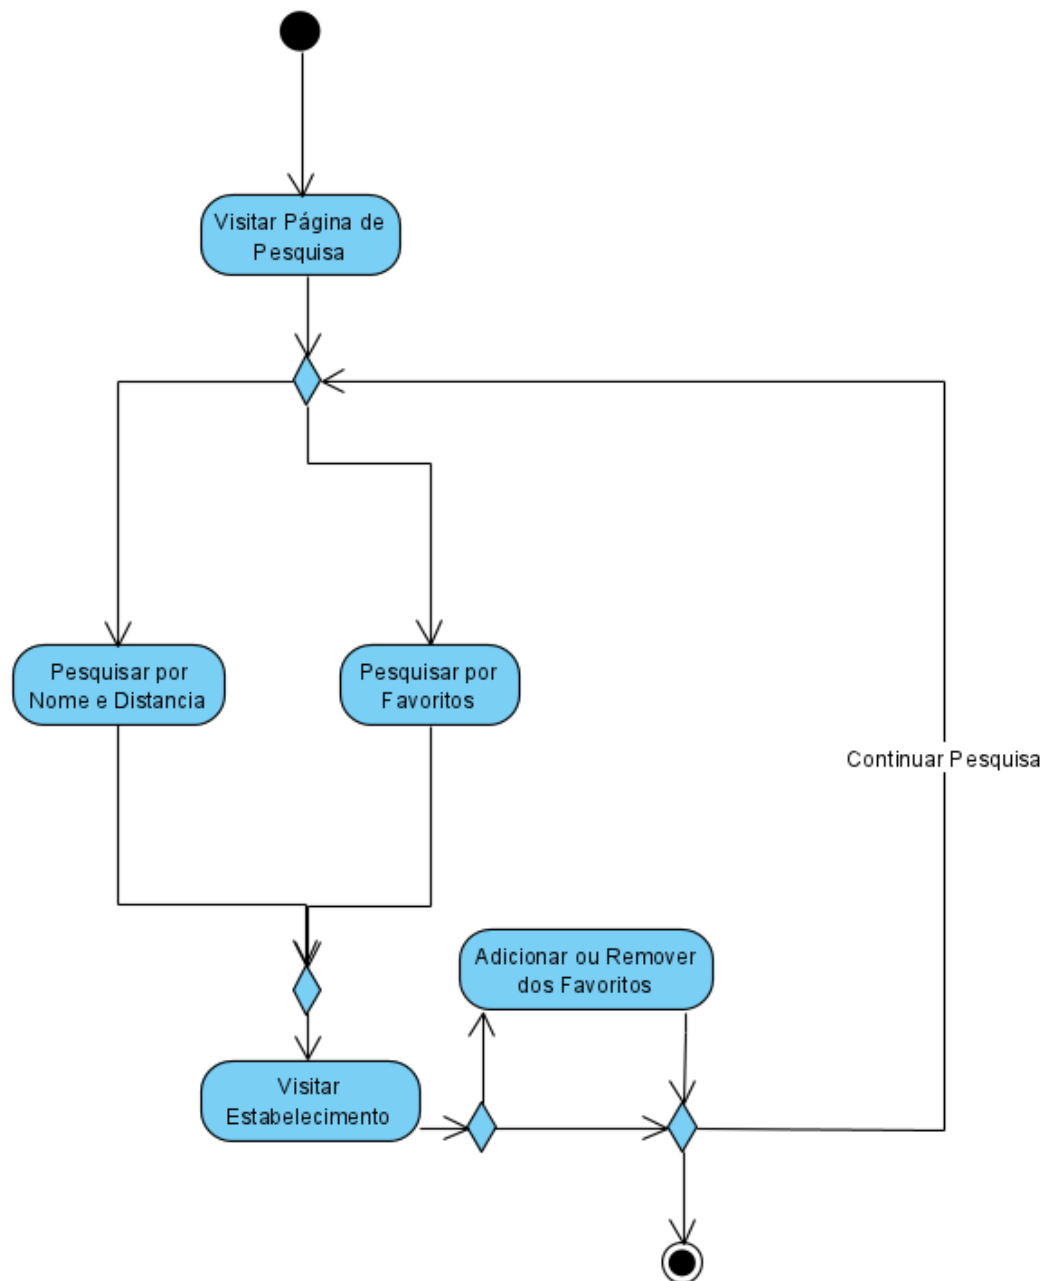 Visitar Página de
Pesquisa
Pesquisar por
Nome e Distancia
Pesquisar por
Favoritos
Continuar Pesquisa
Adicionar ou Remover
dos Favoritos
Visitar
Estabelecimento